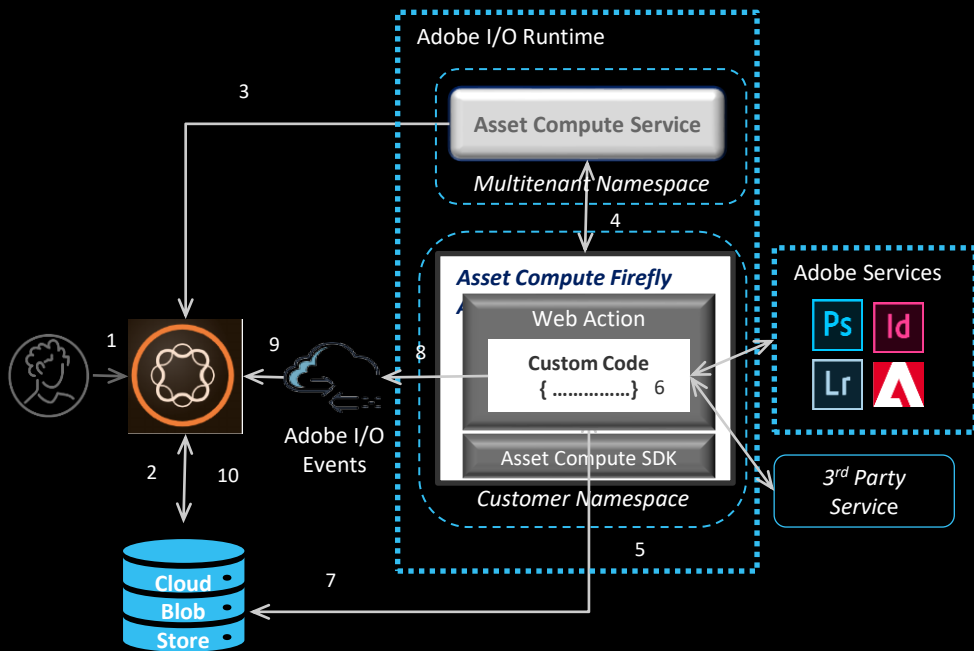 Adobe I/O Runtime
3
Asset Compute Service
Multitenant Namespace
4
Asset Compute Firefly
Adobe Services
Web Action
Ps
Id
Lr
1
9
8
Custom Code
{ ……………}
6
Adobe I/O
Events
Asset Compute SDK
2
10
3rd Party
Service
Customer Namespace
5
7
Cloud
Blob
Store